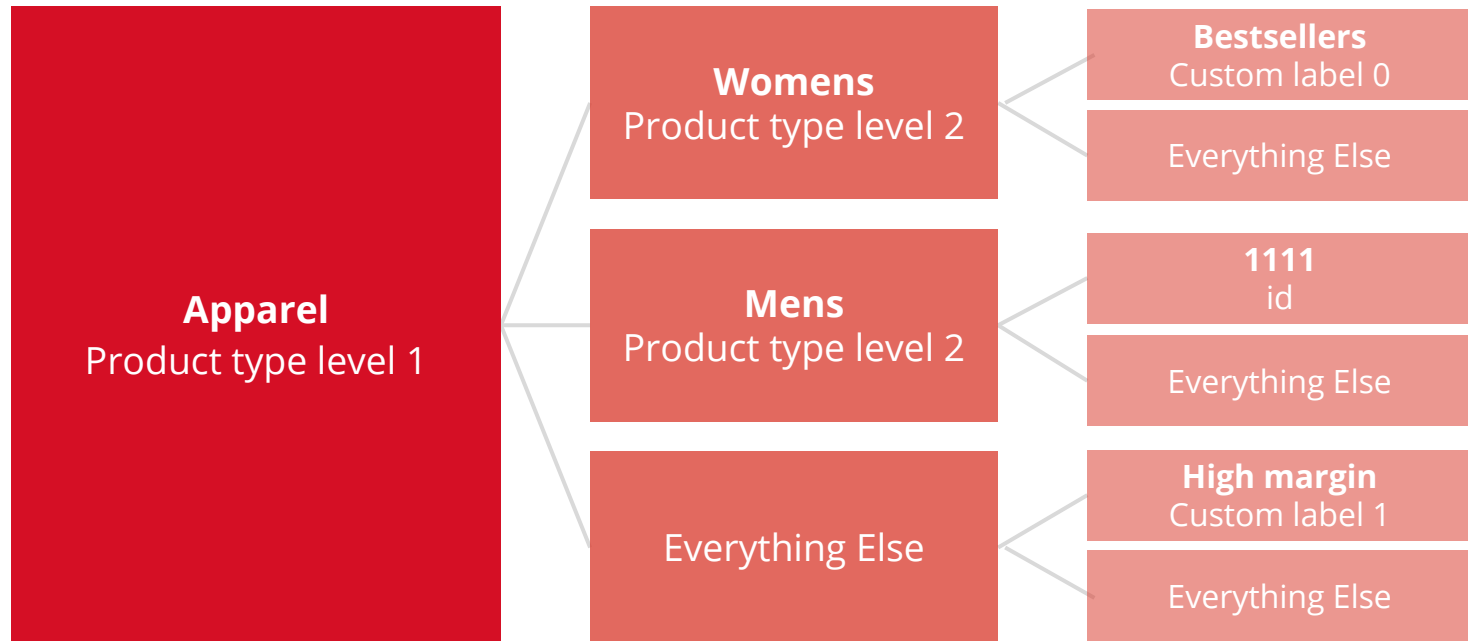 Apparel
Product type level 1
Womens
Product type level 2
Mens
Product type level 2
Everything Else
Bestsellers
Custom label 0
Everything Else
1111
id
Everything Else
High margin
Custom label 1
Everything Else